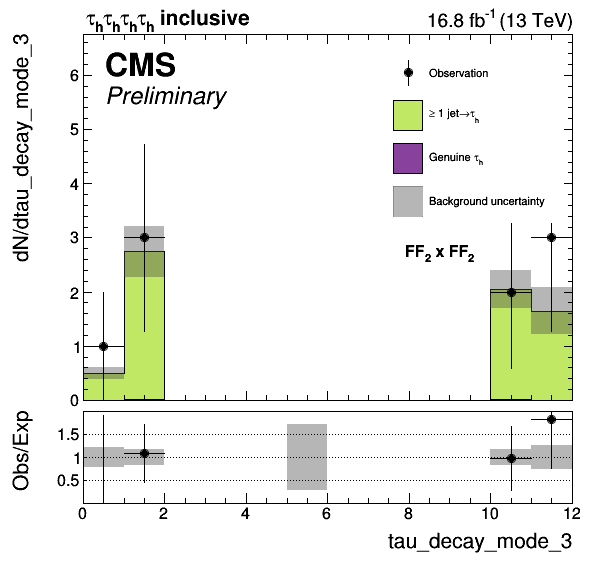 τhτhτhτh inclusive 16.8 fb⁻¹ (13 TeV)
CMS
Preliminary
Observation
≥ 1 jet→τh
Genuine τh
Background uncertainty
FF₂ x FF₂
dN/dtau_decay_mode_3
6
5
4
3
2
1
0
Obs/Exp
1.5
1
0.5
0 2 4 6 8 10 12
tau_decay_mode_3